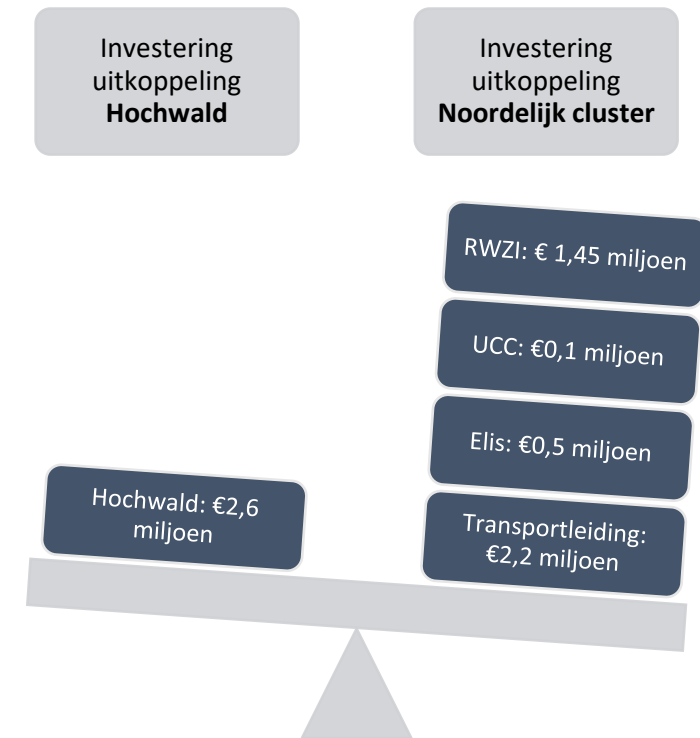 Investering
uitkoppeling
Hochwald
Investering
uitkoppeling
Noordelijk cluster
RWZI: € 1,45 miljoen
UCC: €0,1 miljoen
Elis: €0,5 miljoen
Transportleiding:
€2,2 miljoen
Hochwald: €2,6
miljoen